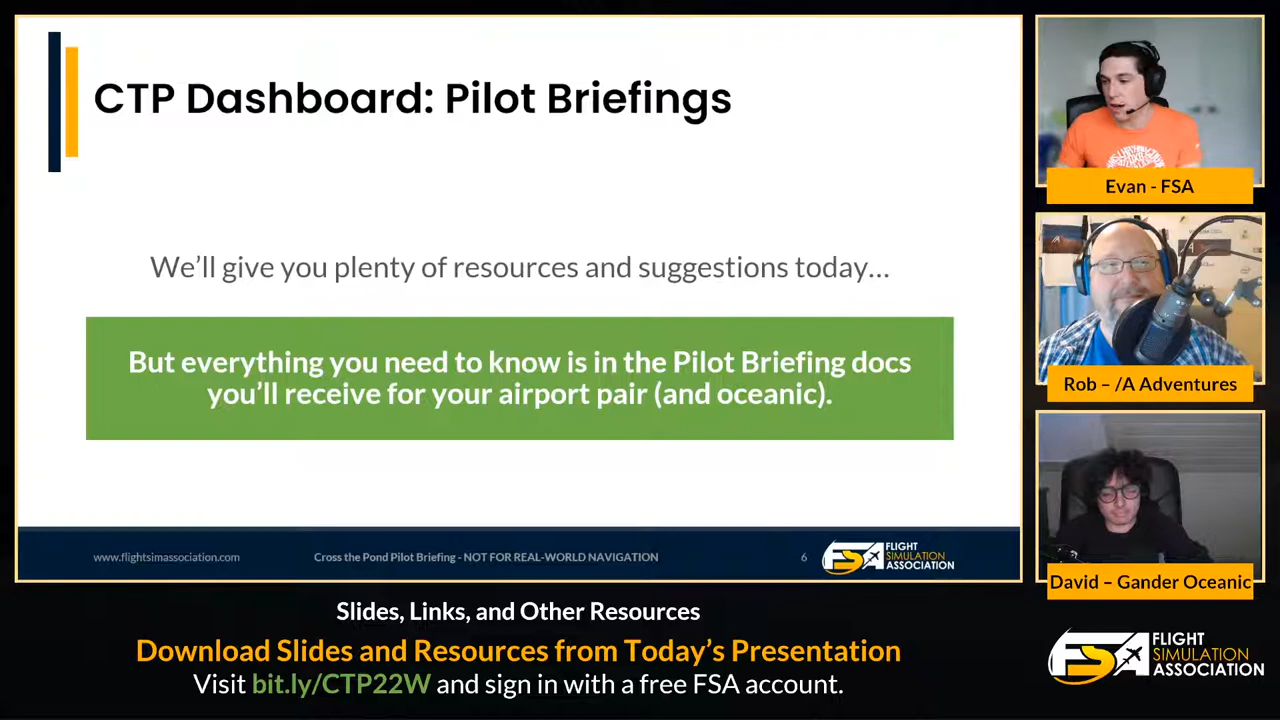 CTP Dashboard: Pilot Briefings
We'll give you plenty of resources and suggestions today...
But everything you need to know is in the Pilot Briefing docs
you'll receive for your airport pair (and oceanic).
www.flightsimassociation.com
Cross the Pond Pilot Briefing - NOT FOR REAL-WORLD NAVIGATION
6
FSA FLIGHT
SIMULATION
ASSOCIATION
Evan - FSA
Rob – /A Adventures
David – Gander Oceanic
Slides, Links, and Other Resources
Download Slides and Resources from Today's Presentation
Visit bit.ly/CTP22W and sign in with a free FSA account.
FSA FLIGHT
SIMULATION
ASSOCIATION